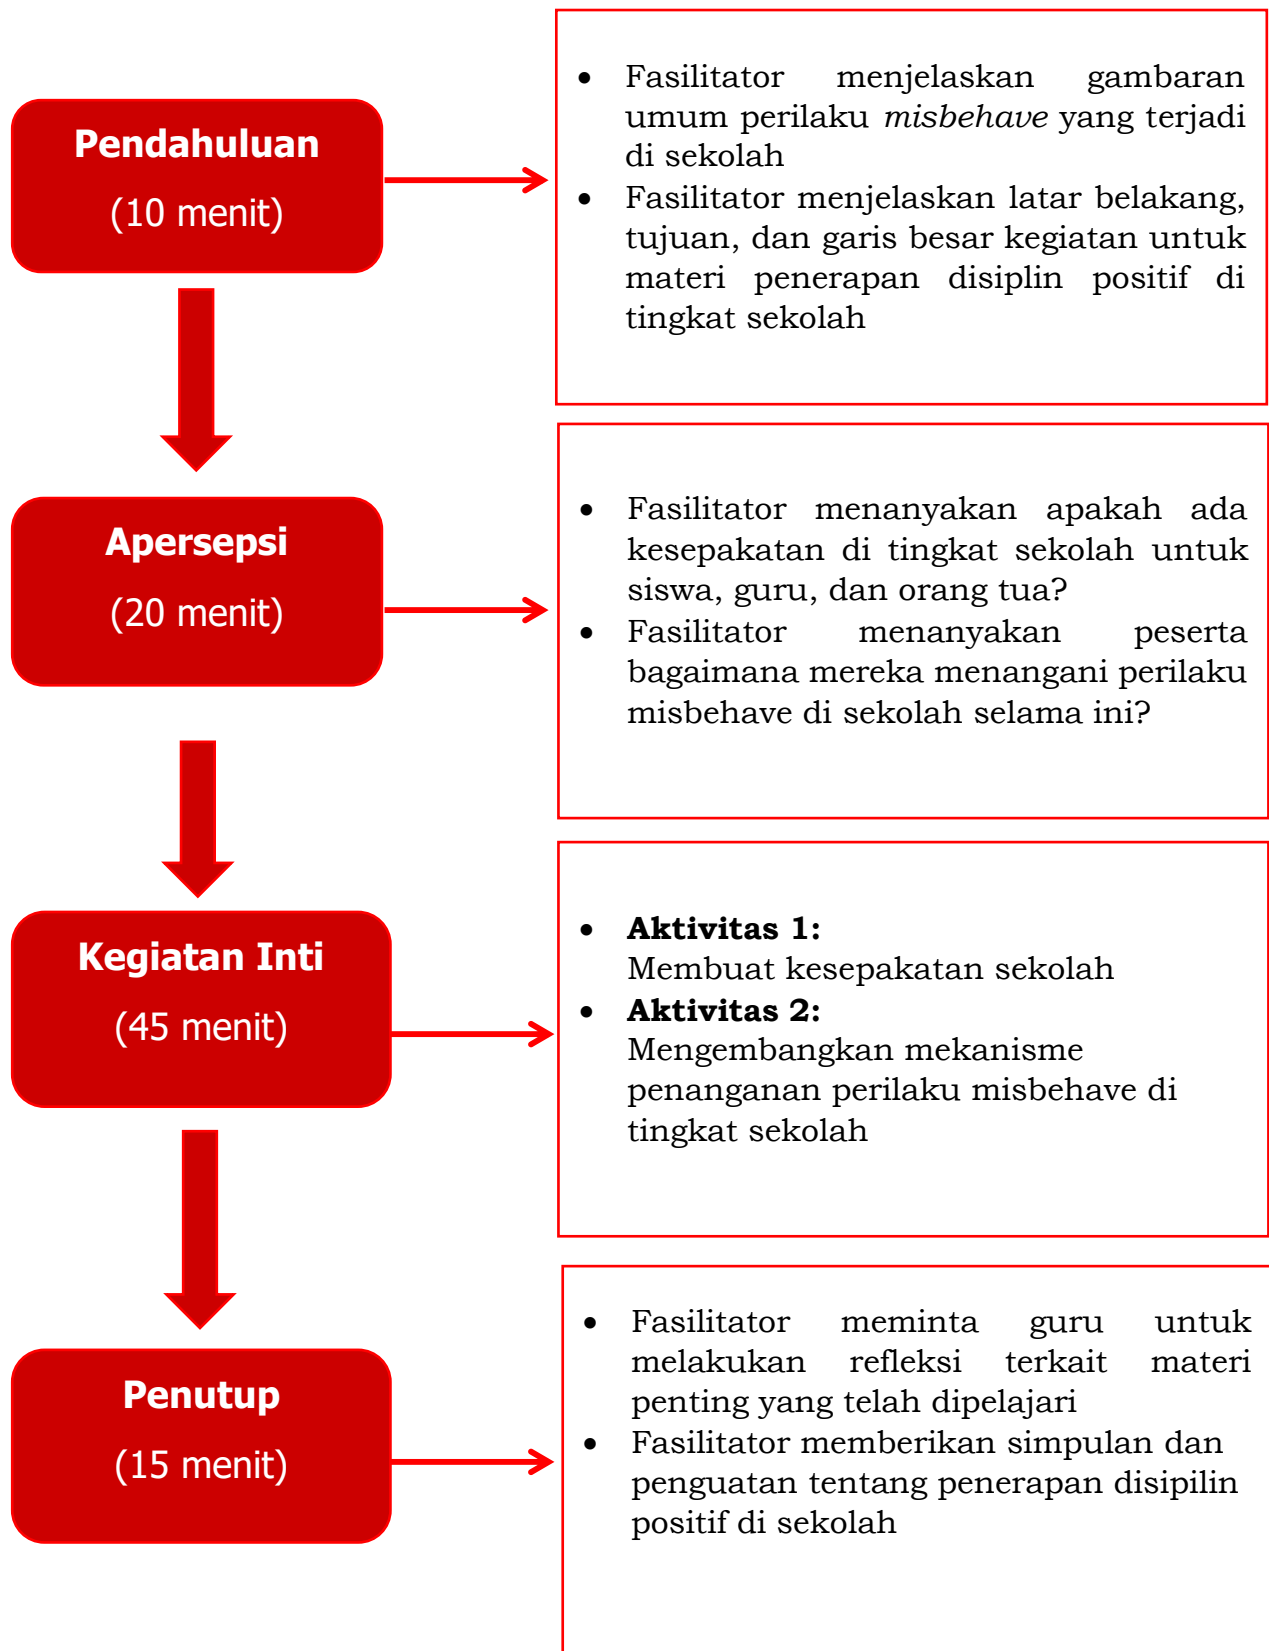 Pendahuluan
(10 menit)
• Fasilitator menjelaskan gambaran
umum perilaku misbehave yang terjadi
di sekolah
• Fasilitator menjelaskan latar belakang,
tujuan, dan garis besar kegiatan untuk
materi penerapan disiplin positif di
tingkat sekolah
Apersepsi
(20 menit)
• Fasilitator menanyakan apakah ada
kesepakatan di tingkat sekolah untuk
siswa, guru, dan orang tua?
• Fasilitator menanyakan peserta
bagaimana mereka menangani perilaku
misbehave di sekolah selama ini?
Kegiatan Inti
(45 menit)
• Aktivitas 1:
Membuat kesepakatan sekolah
• Aktivitas 2:
Mengembangkan mekanisme
penanganan perilaku misbehave di
tingkat sekolah
Penutup
(15 menit)
• Fasilitator meminta guru untuk
melakukan refleksi terkait materi
penting yang telah dipelajari
• Fasilitator memberikan simpulan dan
penguatan tentang penerapan disipilin
positif di sekolah